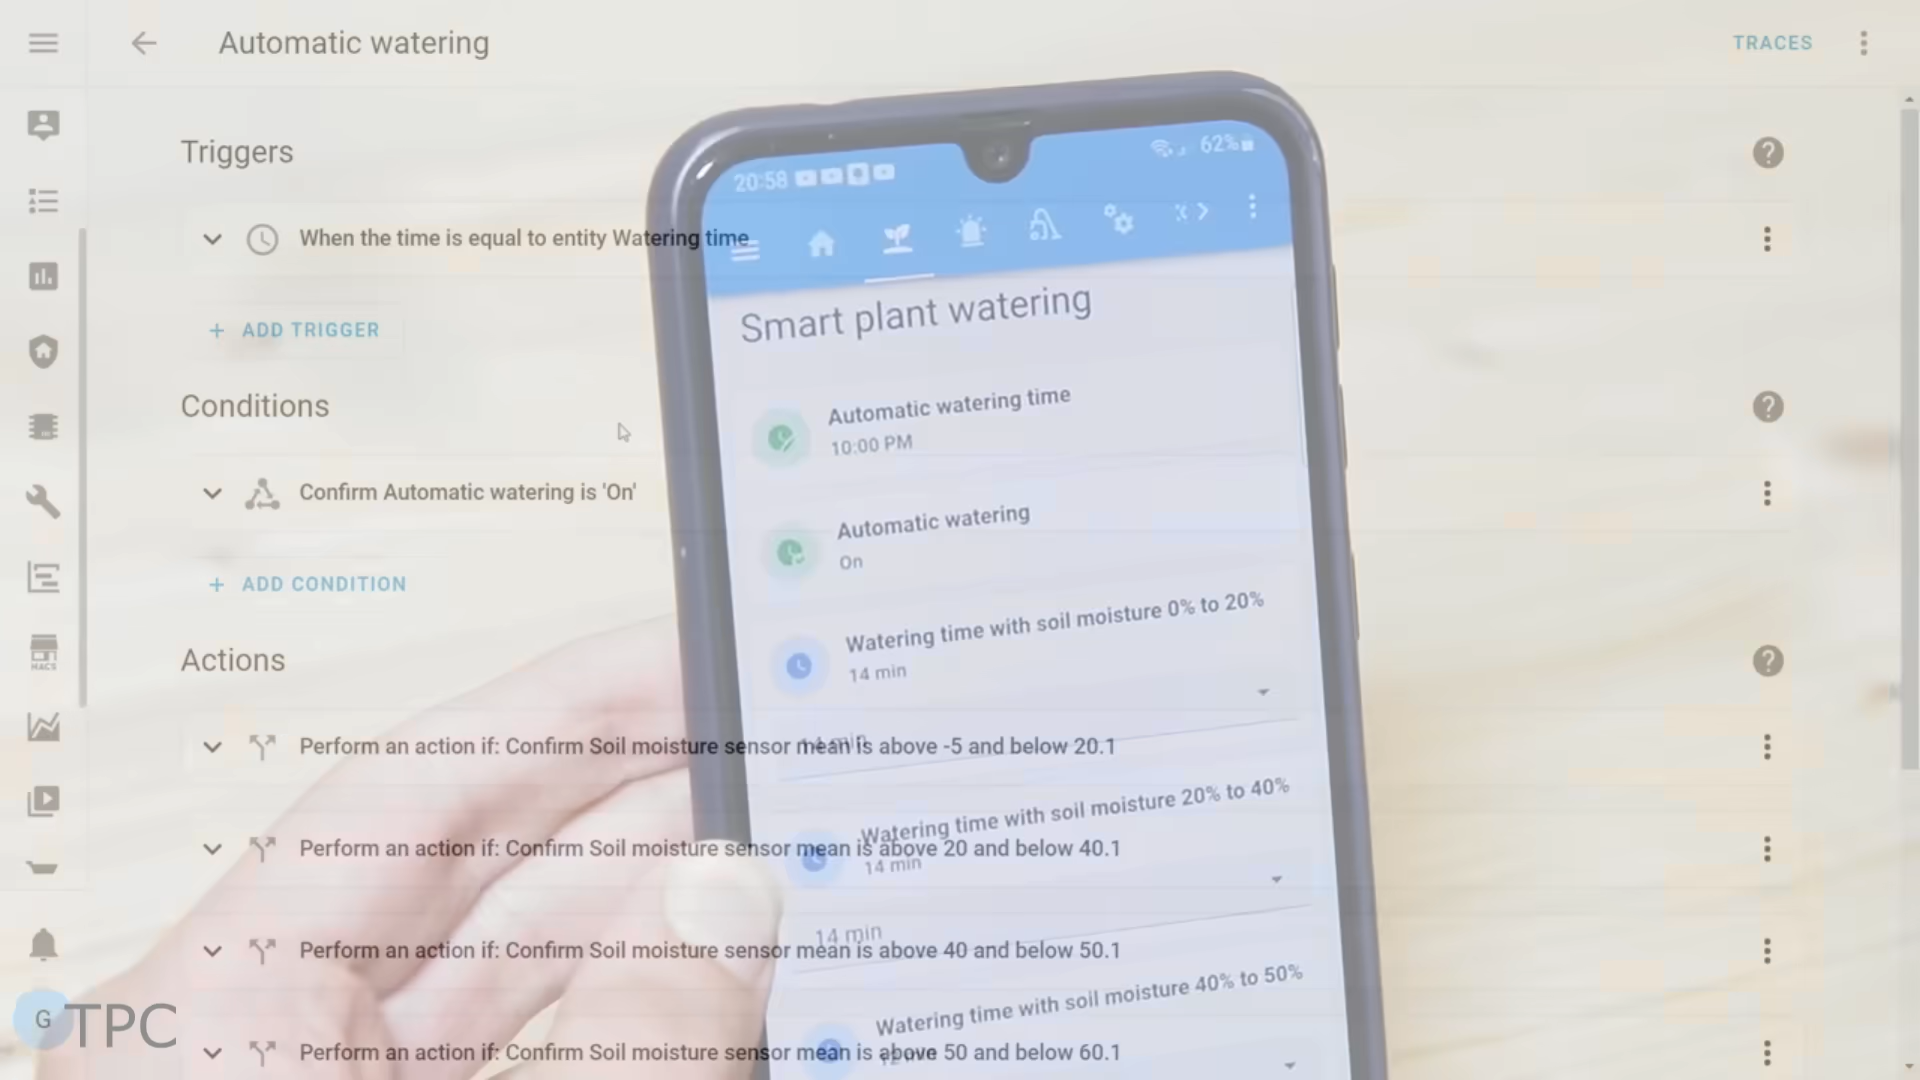 Automatic watering
TRACES
Triggers
When the time is equal to entity Watering time
+ ADD TRIGGER
Conditions
Confirm Automatic watering is 'On'
+ ADD CONDITION
Actions
Perform an action if: Confirm Soil moisture sensor mean is above -5 and below 20.1
Perform an action if: Confirm Soil moisture sensor mean is above 20 and below 40.1
Perform an action if: Confirm Soil moisture sensor mean is above 40 and below 50.1
Perform an action if: Confirm Soil moisture sensor mean is above 50 and below 60.1
HACS
G
TPC
20:58
62%
Smart plant watering
Automatic watering time
10:00 PM
Automatic watering
On
Watering time with soil moisture 0% to 20%
14 min
14 min
Watering time with soil moisture 20% to 40%
14 min
14 min
Watering time with soil moisture 40% to 50%